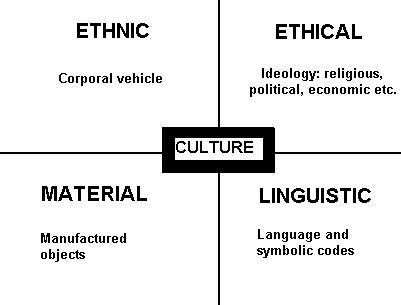 ETHNIC
Corporal vehicle
ETHICAL
Ideology: religious,
political, economic etc.
CULTURE
MATERIAL
Manufactured
objects
LINGUISTIC
Language and
symbolic codes